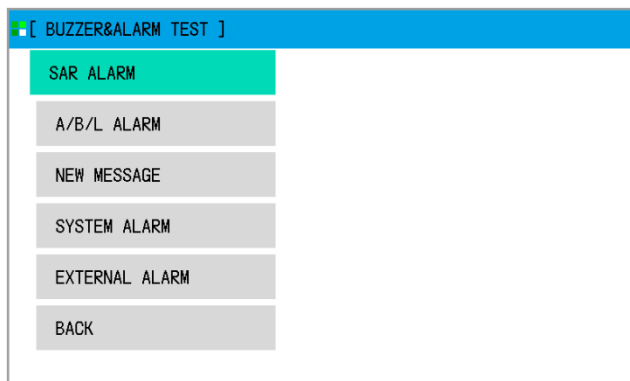 [ BUZZER&ALARM TEST ]
SAR ALARM
A/B/L ALARM
NEW MESSAGE
SYSTEM ALARM
EXTERNAL ALARM
BACK